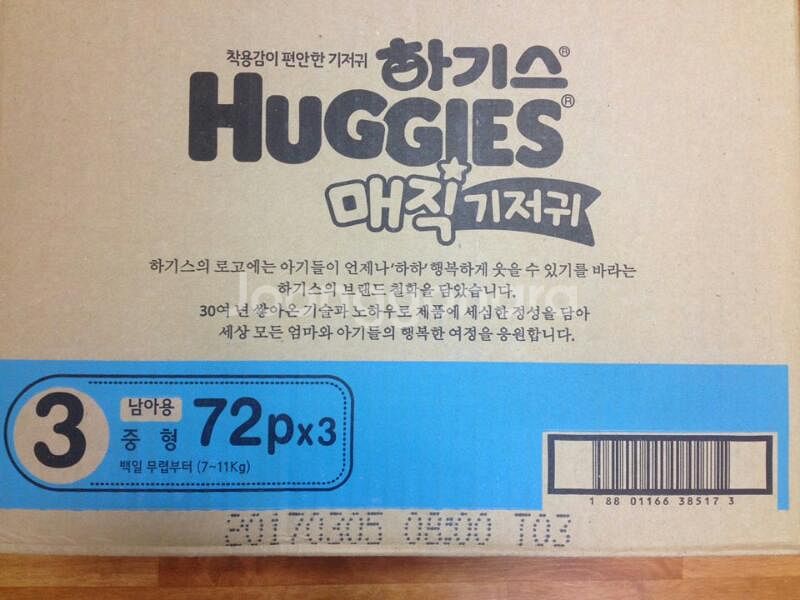 착용감이 편안한 기저귀 하기스®
HUGGIES®
매직 기저귀
하기스의 로고에는 아기들이 언제나 '하하' 행복하게 웃을 수 있기를 바라는
하기스의 브랜드 철학을 담았습니다.
30여 년 쌓아온 기술과 노하우로 제품에 세심한 정성을 담아
세상 모든 엄마와 아기들의 행복한 여정을 응원합니다.
3
남아용
중 형 72px3
백일 무렵부터 (7~11Kg)
1 88 01166 38517 3
20170305 08:00 T03